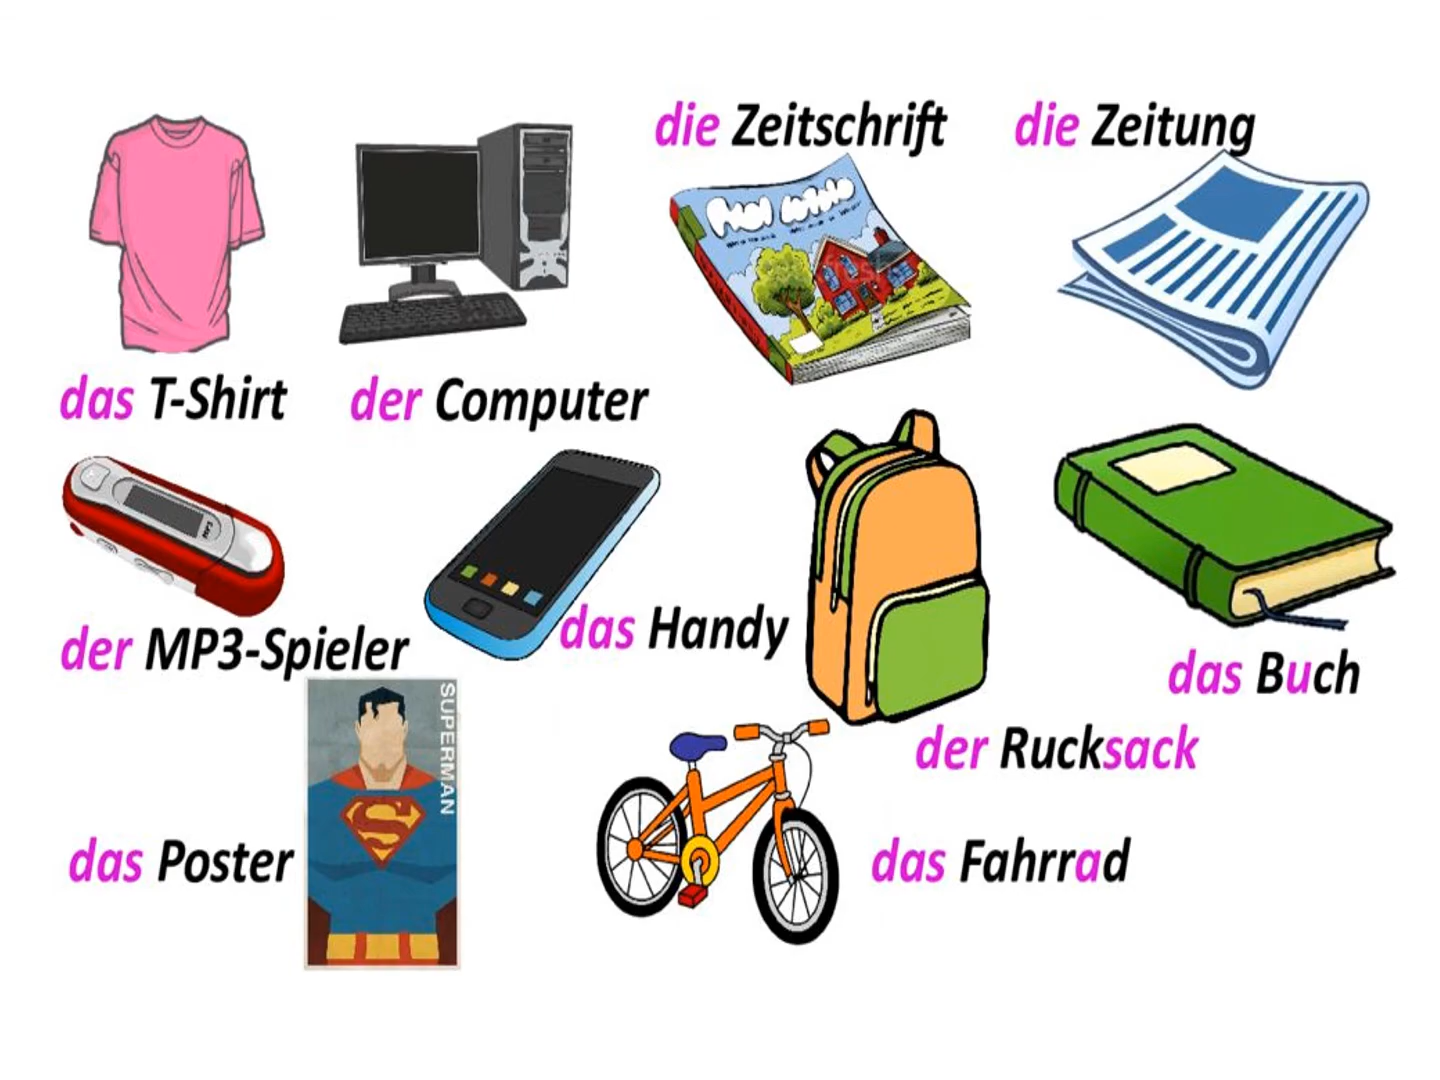 die Zeitschrift
die Zeitung
das T-Shirt
der Computer
MP3
der MP3-Spieler
das Handy
das Buch
der Rucksack
SUPERMAN
S
das Poster
das Fahrrad